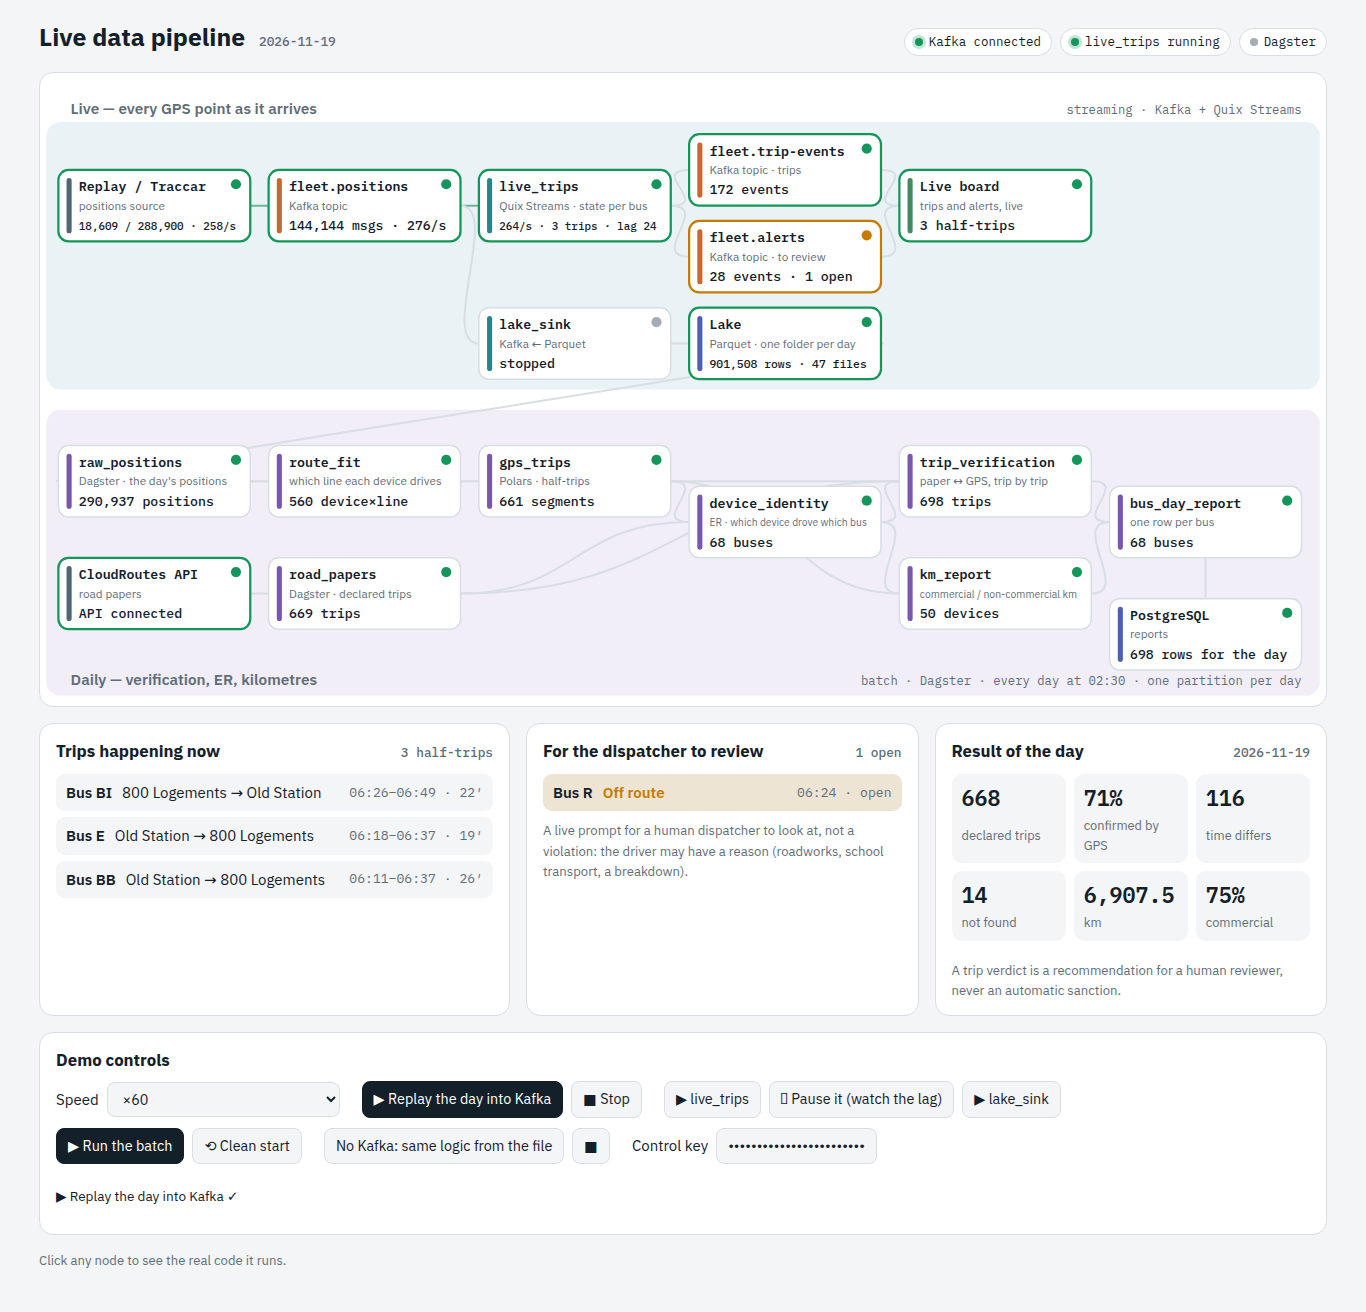 Live data pipeline 2026-11-19
Kafka connected
live_trips running
Dagster
Live — every GPS point as it arrives
streaming · Kafka + Quix Streams
Replay / Traccar
positions source
18,609 / 288,900 · 258/s
fleet.positions
Kafka topic
144,144 msgs · 276/s
live_trips
Quix Streams · state per bus
264/s · 3 trips · lag 24
fleet.trip-events
Kafka topic · trips
172 events
fleet.alerts
Kafka topic · to review
28 events · 1 open
Live board
trips and alerts, live
3 half-trips
lake_sink
Kafka ← Parquet
stopped
Lake
Parquet · one folder per day
901,508 rows · 47 files
raw_positions
Dagster · the day's positions
290,937 positions
route_fit
which line each device drives
560 device×line
gps_trips
Polars · half-trips
661 segments
device_identity
ER · which device drove which bus
68 buses
trip_verification
paper ↔ GPS, trip by trip
698 trips
bus_day_report
one row per bus
68 buses
CloudRoutes API
road papers
API connected
road_papers
Dagster · declared trips
669 trips
km_report
commercial / non-commercial km
50 devices
PostgreSQL
reports
698 rows for the day
Daily — verification, ER, kilometres
batch · Dagster · every day at 02:30 · one partition per day
Trips happening now
3 half-trips
Bus BI 800 Logements → Old Station 06:26–06:49 · 22′
Bus E Old Station → 800 Logements 06:18–06:37 · 19′
Bus BB Old Station → 800 Logements 06:11–06:37 · 26′
For the dispatcher to review
1 open
Bus R Off route 06:24 · open
A live prompt for a human dispatcher to look at, not a
violation: the driver may have a reason (roadworks, school
transport, a breakdown).
Result of the day
2026-11-19
668
declared trips
71%
confirmed by
GPS
116
time differs
14
not found
6,907.5
km
75%
commercial
A trip verdict is a recommendation for a human reviewer,
never an automatic sanction.
Demo controls
Speed ×60 ▶ Replay the day into Kafka ■ Stop ▶ live_trips Pause it (watch the lag) ▶ lake_sink
▶ Run the batch ⟲ Clean start No Kafka: same logic from the file ■ Control key ••••••••••••••••••••••••
▶ Replay the day into Kafka ✓
Click any node to see the real code it runs.